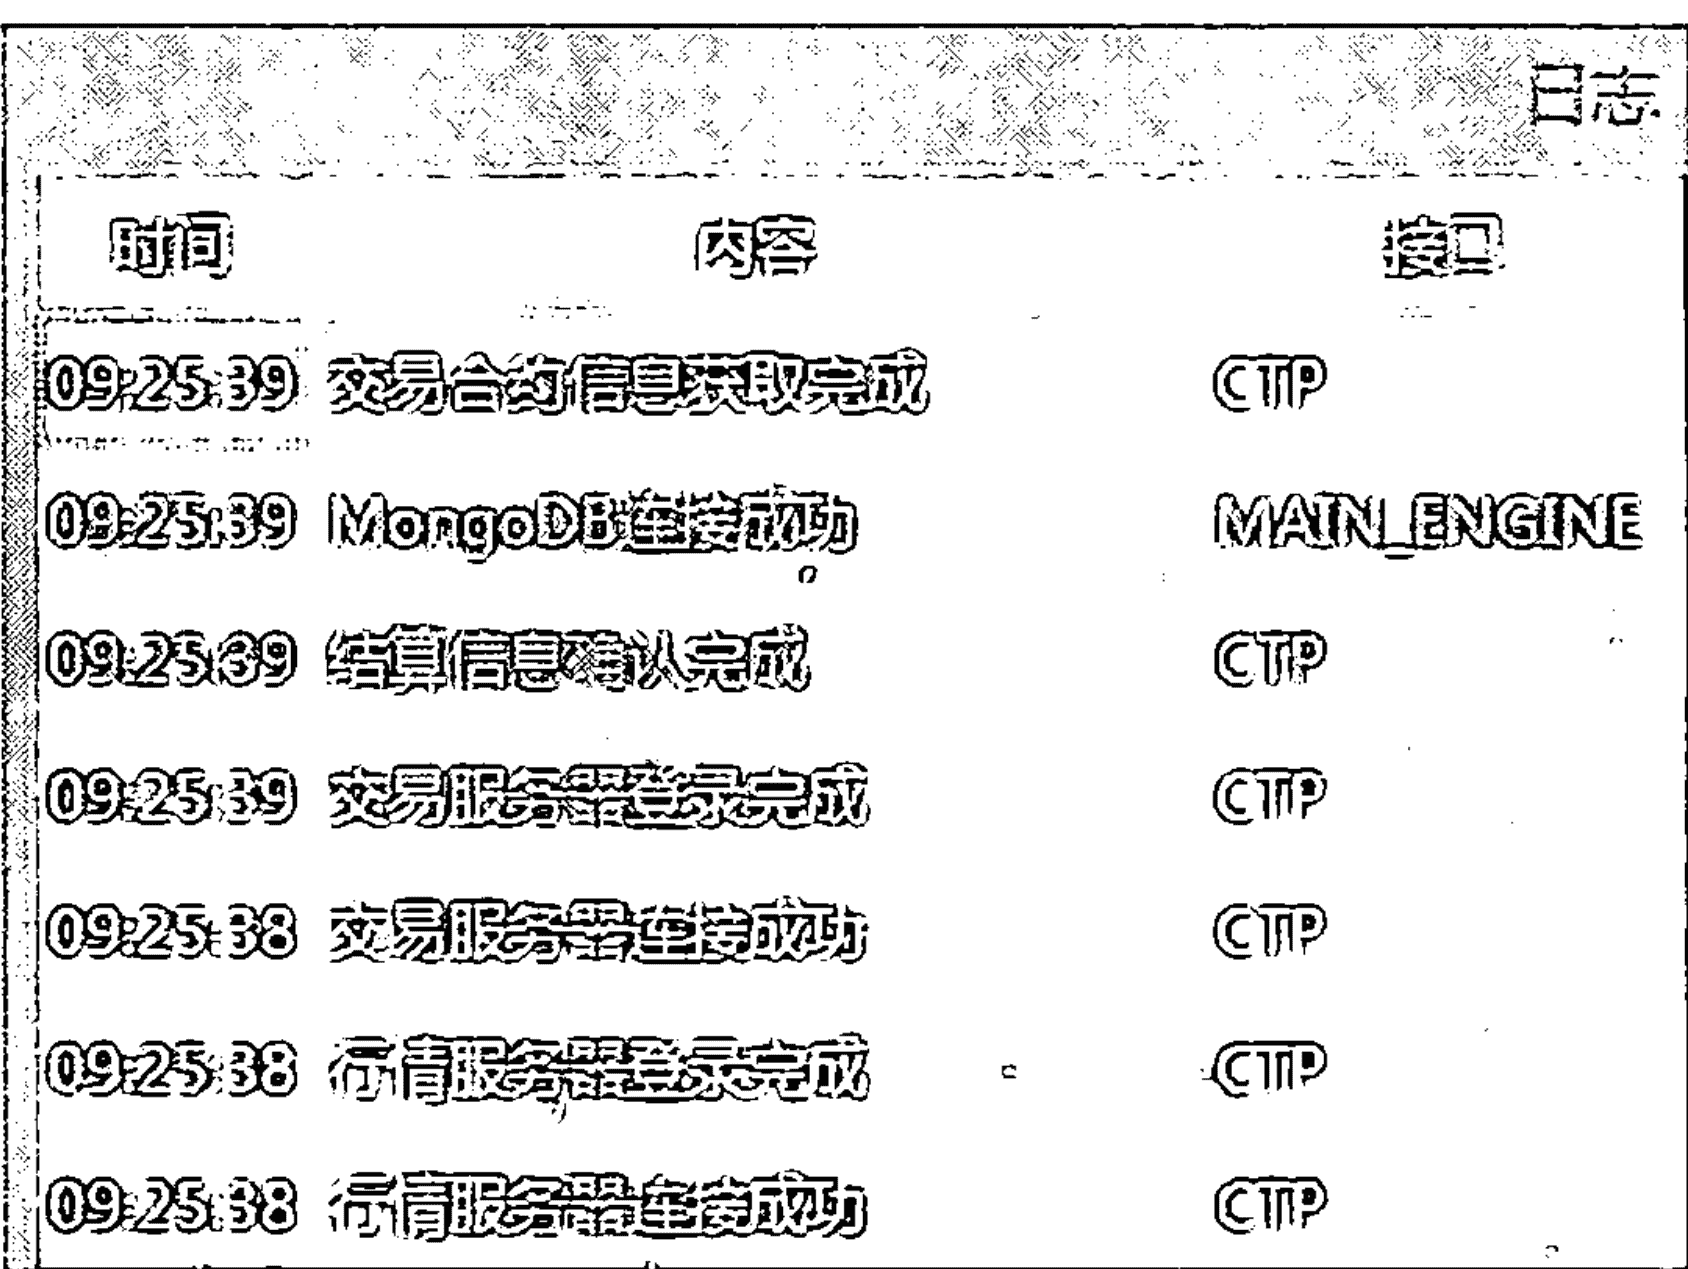 日志
时间 内容 接口
09:25:39 交易合约信息获取完成 CTP
09:25:39 MongoDB连接成功 MAIN_ENGINE
09:25:39 结算信息确认完成 CTP
09:25:39 交易服务器登录完成 CTP
09:25:38 交易服务器连接成功 CTP
09:25:38 行情服务器登录完成 CTP
09:25:38 行情服务器连接成功 CTP